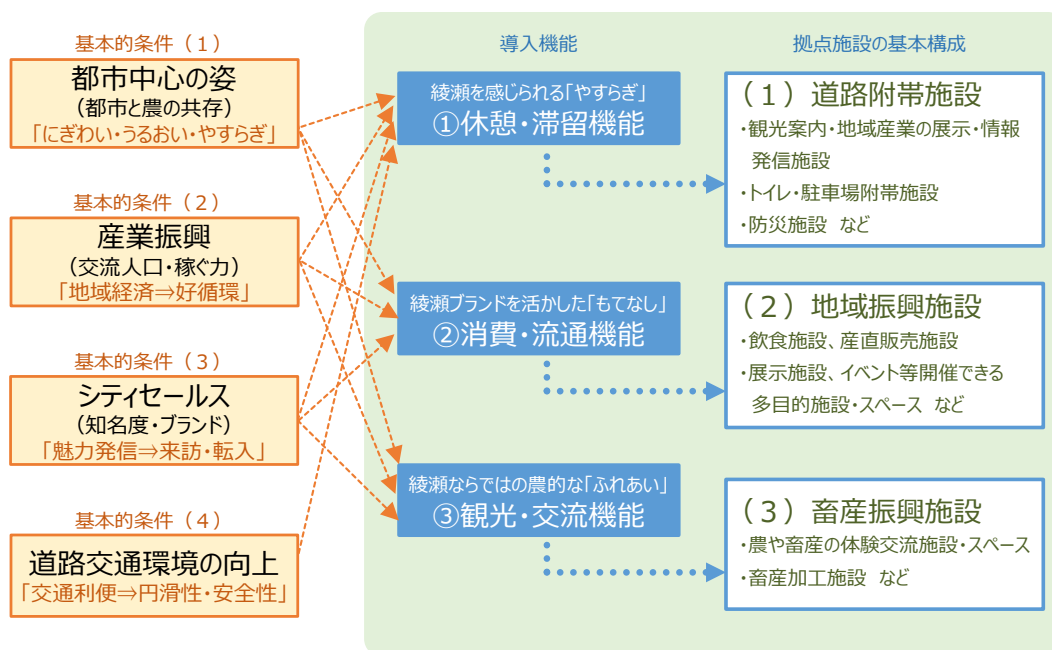 基本的条件（１）
都市中心の姿
（都市と農の共存）
「にぎわい・うるおい・やすらぎ」
基本的条件（２）
産業振興
（交流人口・稼ぐ力）
「地域経済⇒好循環」
基本的条件（３）
シティセールス
（知名度・ブランド）
「魅力発信⇒来訪・転入」
基本的条件（４）
道路交通環境の向上
「交通利便⇒円滑性・安全性」
導入機能
綾瀬を感じられる「やすらぎ」
①休憩・滞留機能
綾瀬ブランドを活かした「もてなし」
②消費・流通機能
綾瀬ならではの農的な「ふれあい」
③観光・交流機能
拠点施設の基本構成
（１）道路附帯施設
・観光案内・地域産業の展示・情報
発信施設
・トイレ・駐車場附帯施設
・防災施設 など
（２）地域振興施設
・飲食施設、産直販売施設
・展示施設、イベント等開催できる
多目的施設・スペース など
（３）畜産振興施設
・農や畜産の体験交流施設・スペース
・畜産加工施設 など